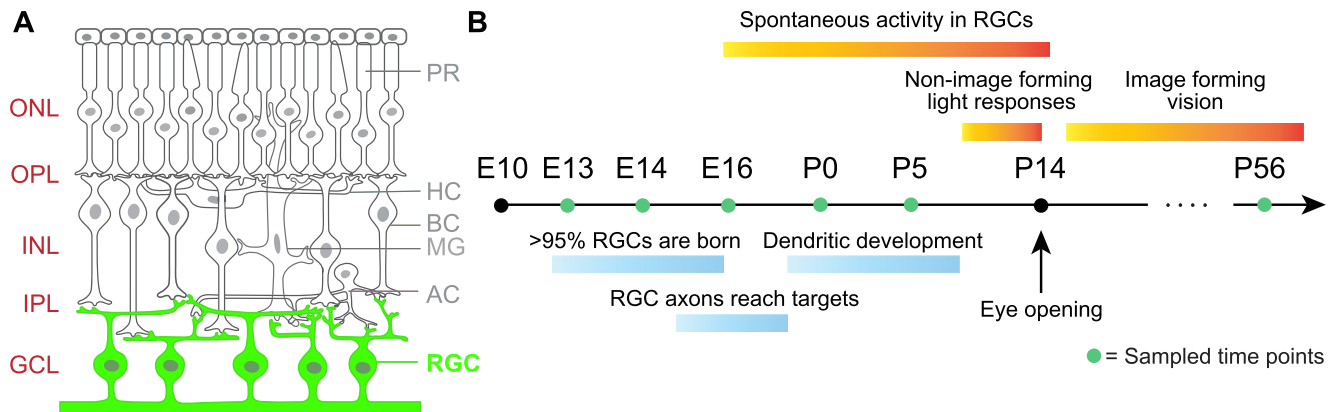 A
PR
ONL
OPL
HC
BC
INL
MG
IPL
AC
GCL
RGC
B
Spontaneous activity in RGCs
Non-image forming
light responses
Image forming
vision
E10 E13 E14 E16 P0 P5 P14 P56
>95% RGCs are born
Dendritic development
RGC axons reach targets
Eye opening
= Sampled time points